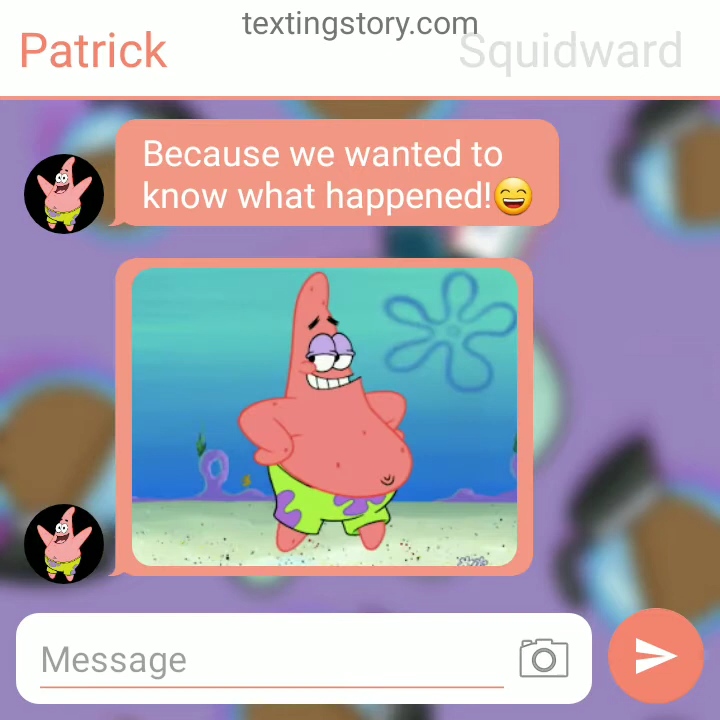 textingstory.com
Patrick
Squidward
Because we wanted to
know what happened!😄
Message